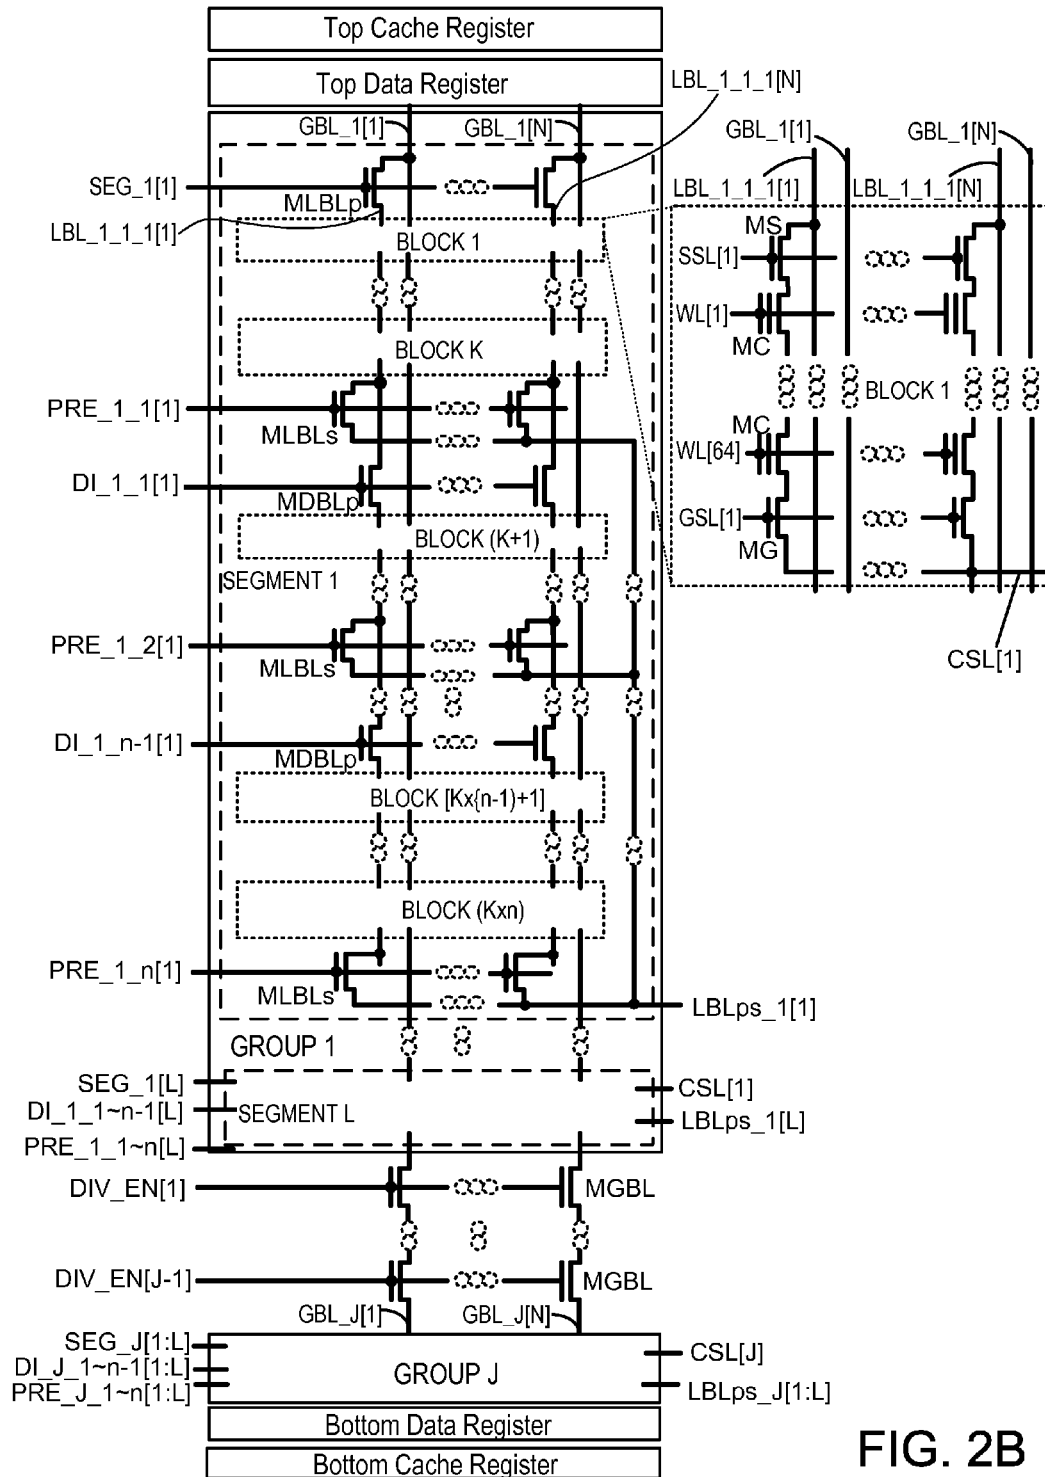 Top Cache Register
Top Data Register
LBL_1_1_1[N]
GBL_1[1]
GBL_1[N]
SEG_1[1]
MLBLp
LBL_1_1_1[1]
BLOCK 1
BLOCK K
PRE_1_1[1]
MLBLs
DI_1_1[1]
MDBLp
BLOCK (K+1)
SEGMENT 1
PRE_1_2[1]
MLBLs
DI_1_n-1[1]
MDBLp
BLOCK [Kx{n-1)+1]
BLOCK (Kxn)
PRE_1_n[1]
MLBLs
LBLps_1[1]
GROUP 1
SEG_1[L]
DI_1_1~n-1[L]
PRE_1_1~n[L]
SEGMENT L
CSL[1]
LBLps_1[L]
DIV_EN[1]
MGBL
DIV_EN[J-1]
MGBL
GBL_J[1]
GBL_J[N]
SEG_J[1:L]
DI_J_1~n-1[1:L]
PRE_J_1~n[1:L]
GROUP J
CSL[J]
LBLps_J[1:L]
Bottom Data Register
Bottom Cache Register
GBL_1[1]
GBL_1[N]
LBL_1_1_1[1]
LBL_1_1_1[N]
MS
SSL[1]
WL[1]
MC
BLOCK 1
MC
WL[64]
GSL[1]
MG
CSL[1]
FIG. 2B